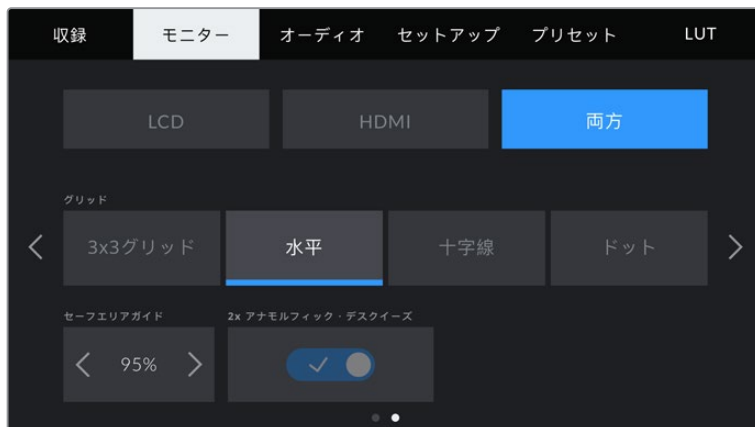 収録 モニター オーディオ セットアップ プリセット LUT
LCD HDMI 両方
グリッド
3x3グリッド 水平 十字線 ドット
セーフエリアガイド 2x アナモルフィック・デスクイーズ
95%